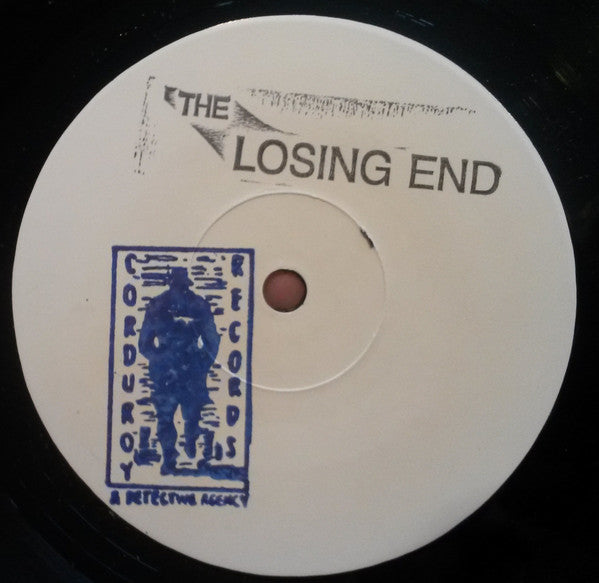 THE
LOSING END
CORDUROY
RECORDS
& DETECTIVE AGENCY